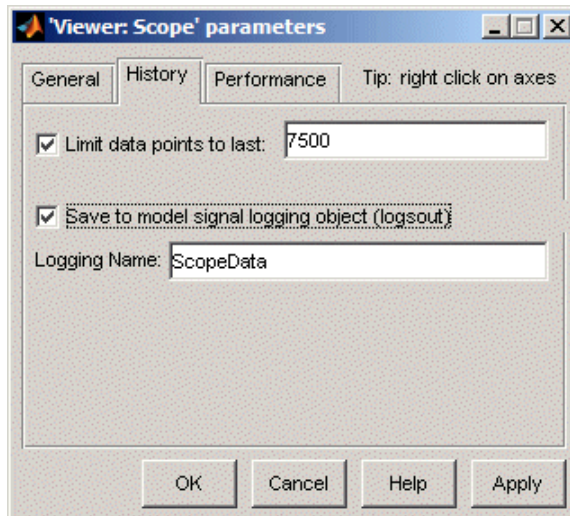 'Viewer: Scope' parameters
General History Performance Tip: right click on axes
Limit data points to last: 7500
Save to model signal logging object (logsout)
Logging Name: ScopeData
OK Cancel Help Apply